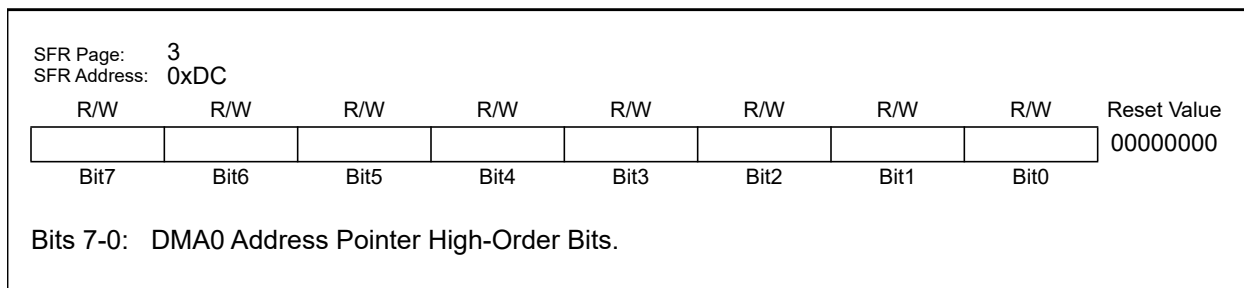 SFR Page: 3
SFR Address: 0xDC
R/W R/W R/W R/W R/W R/W R/W R/W Reset Value
00000000
Bit7 Bit6 Bit5 Bit4 Bit3 Bit2 Bit1 Bit0
Bits 7-0: DMA0 Address Pointer High-Order Bits.